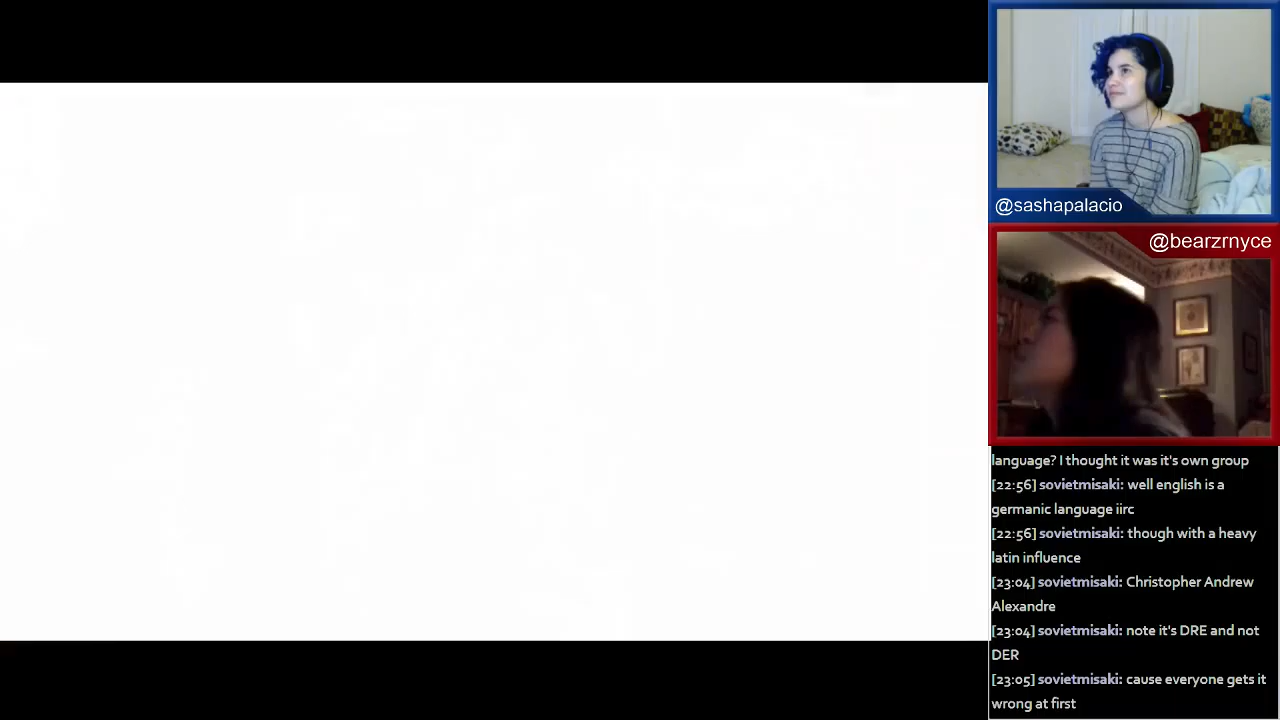 @sashapalacio
@bearzrnyce
language? I thought it was it's own group
[22:56] sovietmisaki: well english is a
germanic language iirc
[22:56] sovietmisaki: though with a heavy
latin influence
[23:04] sovietmisaki: Christopher Andrew
Alexandre
[23:04] sovietmisaki: note it's DRE and not
DER
[23:05] sovietmisaki: cause everyone gets it
wrong at first